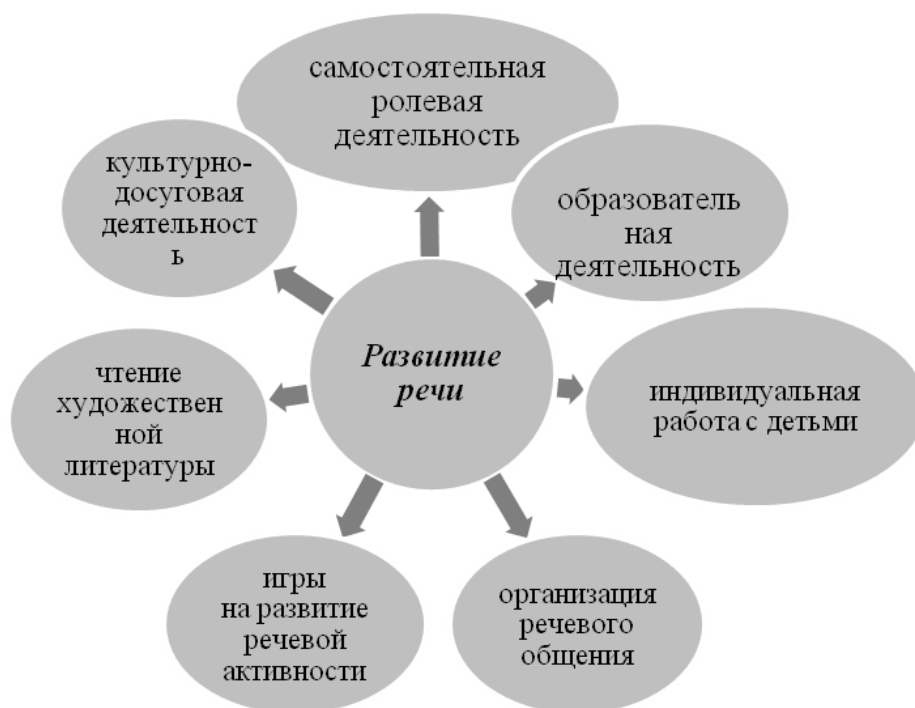 самостоятельная
ролевая
деятельность
культурно-
досуговая
деятельност
ь
образователь
ная
деятельность
Развитие
речи
чтение
художествен
ной
литературы
индивидуальная
работа с детьми
игры
на развитие
речевой
активности
организация
речевого
общения